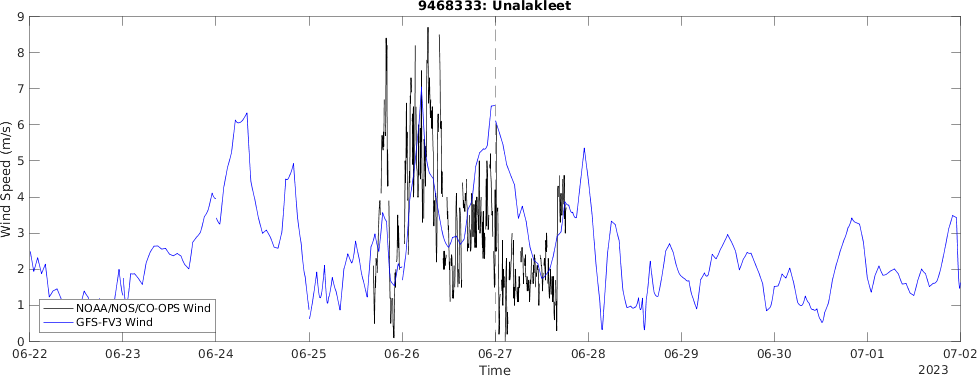 9468333: Unalakleet
Wind Speed (m/s)
9
8
7
6
5
4
3
2
1
0
NOAA/NOS/CO-OPS Wind
GFS-FV3 Wind
06-22 06-23 06-24 06-25 06-26 06-27 06-28 06-29 06-30 07-01 07-02
Time
2023